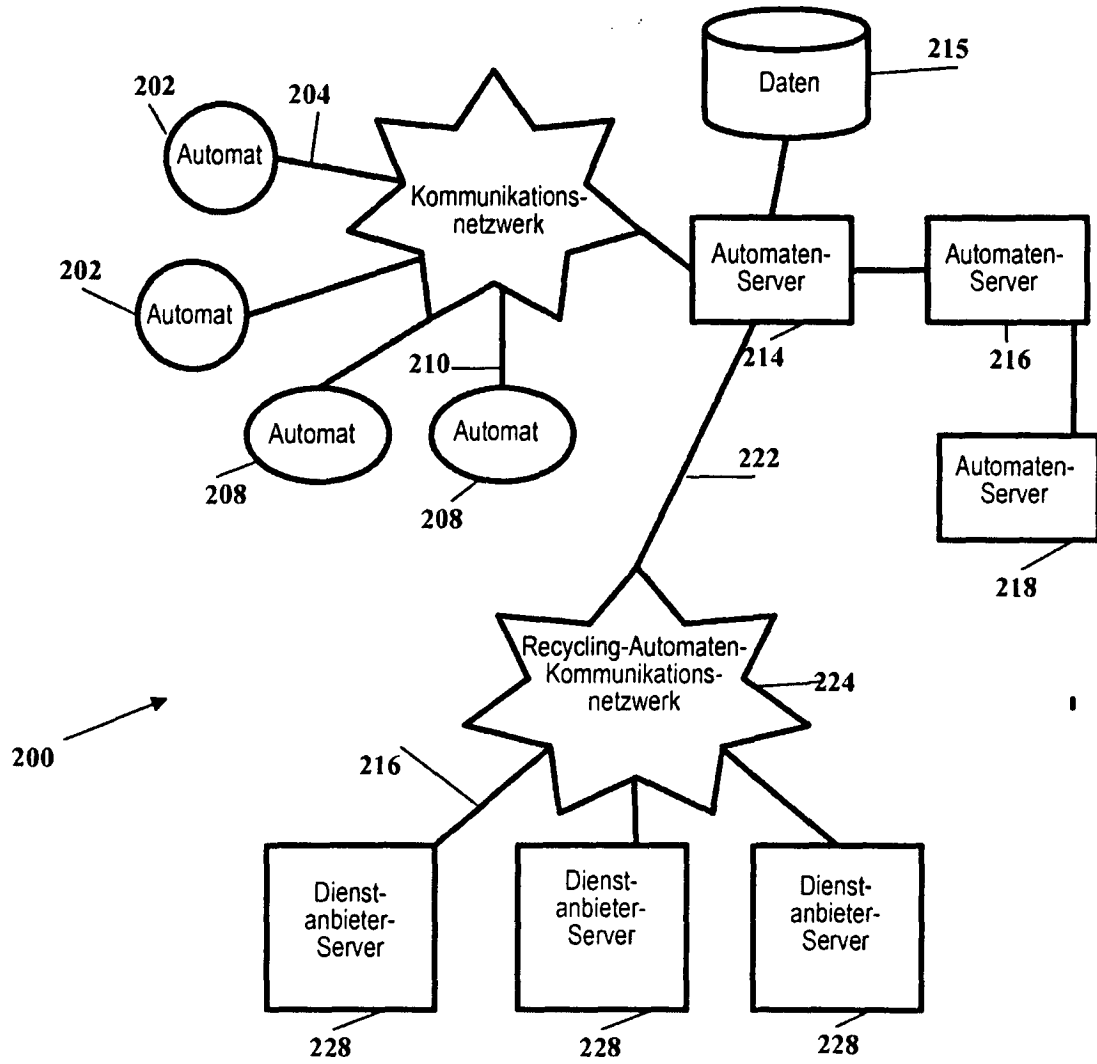 Daten
215
202
204
Automat
Kommunikations-
netzwerk
202
Automat
Automaten-
Server
214
Automaten-
Server
216
210
Automat
208
Automat
208
222
Automaten-
Server
218
Recycling-Automaten-
Kommunikations-
netzwerk
224
200
216
Dienst-
anbieter-
Server
228
Dienst-
anbieter-
Server
228
Dienst-
anbieter-
Server
228